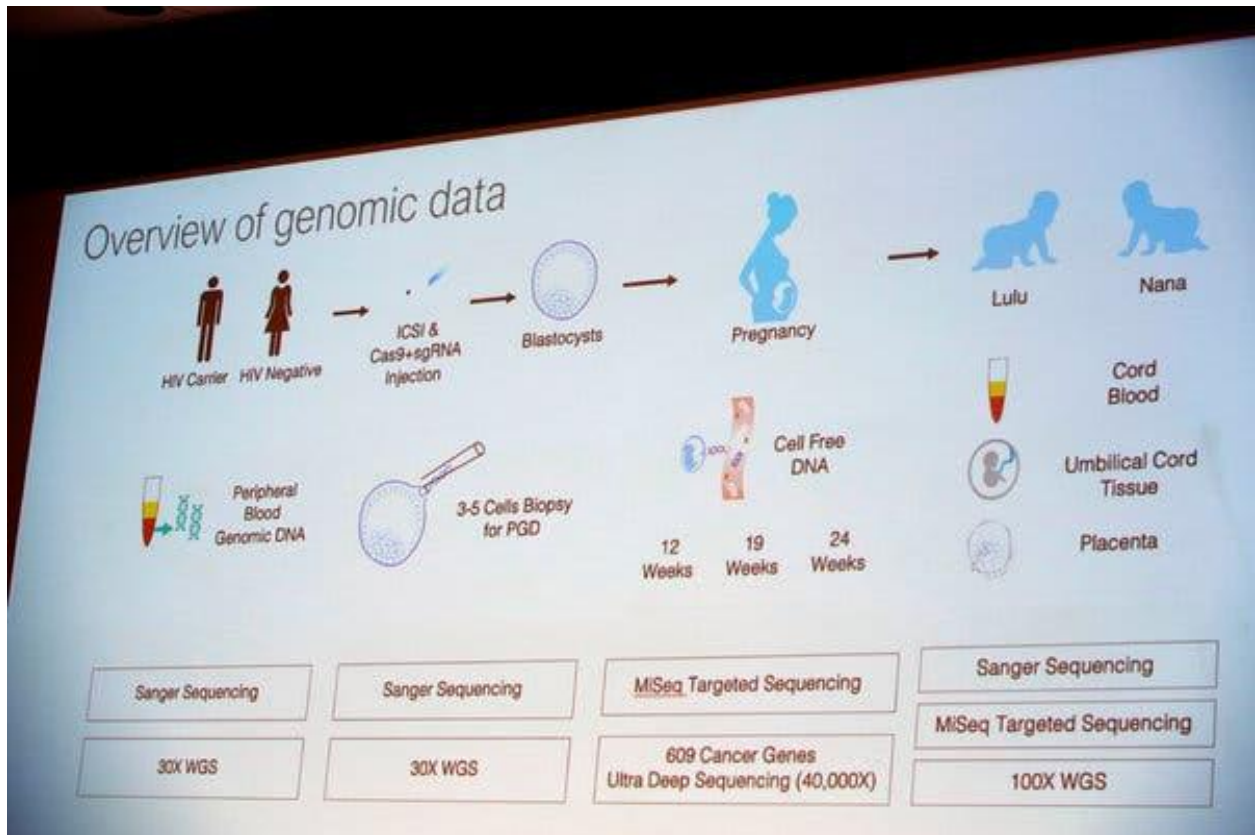 Overview of genomic data
HIV Carrier
HIV Negative
ICSI &
Cas9+sgRNA
Injection
Blastocysts
Pregnancy
Lulu
Nana
Peripheral
Blood
Genomic DNA
3-5 Cells Biopsy
for PGD
Cell Free
DNA
12
Weeks
19
Weeks
24
Weeks
Cord
Blood
Umbilical Cord
Tissue
Placenta
Sanger Sequencing
30X WGS
Sanger Sequencing
30X WGS
MiSeq Targeted Sequencing
609 Cancer Genes
Ultra Deep Sequencing (40,000X)
Sanger Sequencing
MiSeq Targeted Sequencing
100X WGS